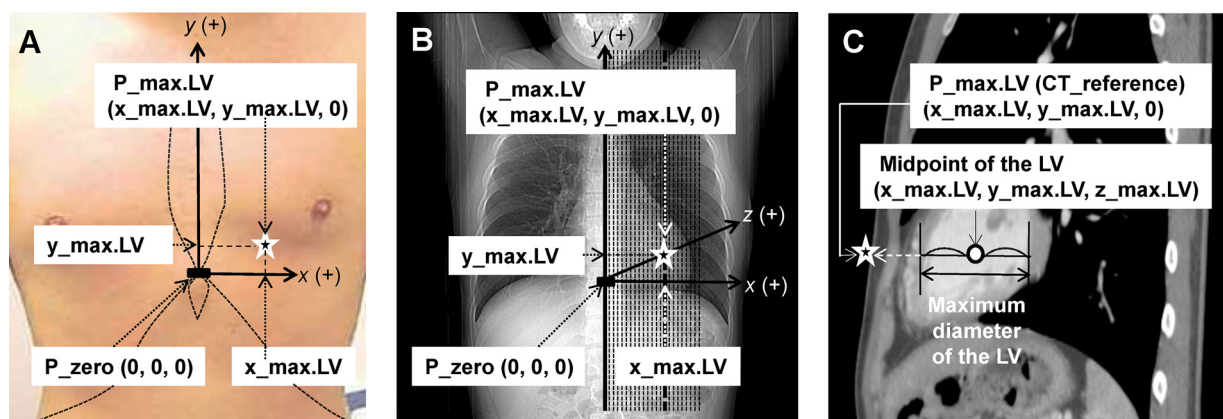 A
y (+)
P_max.LV
(x_max.LV, y_max.LV, 0)
y_max.LV
x (+)
P_zero (0, 0, 0)
x_max.LV
B
y (+)
P_max.LV
(x_max.LV, y_max.LV, 0)
z (+)
y_max.LV
x (+)
P_zero (0, 0, 0)
x_max.LV
C
P_max.LV (CT_reference)
(x_max.LV, y_max.LV, 0)
Midpoint of the LV
(x_max.LV, y_max.LV, z_max.LV)
Maximum
diameter
of the LV